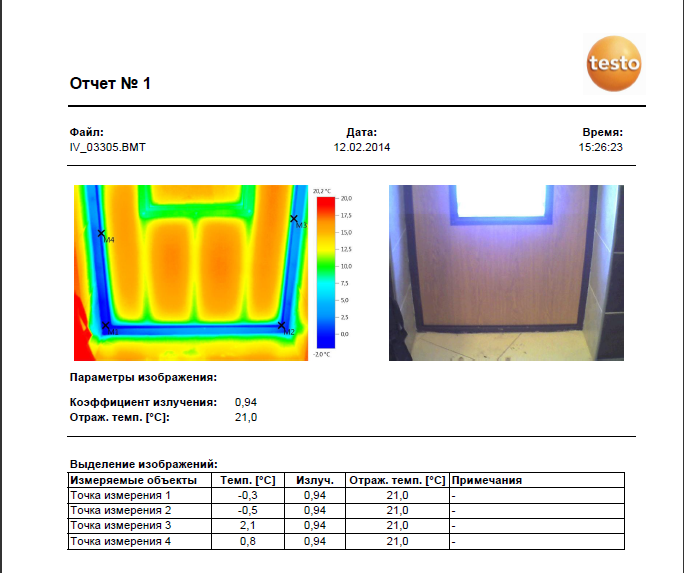 testo
Отчет № 1
Файл: Дата: Время:
IV_03305.BMT 12.02.2014 15:26:23
20,7 °C
20,0
17,5
15,0
12,5
10,0
7,5
5,0
2,5
0,0
-2,0 °C
M3
M4
M1
M2
Параметры изображения:
Коэффициент излучения: 0,94
Отраж. темп. [°C]: 21,0
Выделение изображений:
Измеряемые объекты Темп. [°C] Излуч. Отраж. темп. [°C] Примечания
Точка измерения 1 -0,3 0,94 21,0 -
Точка измерения 2 -0,5 0,94 21,0 -
Точка измерения 3 2,1 0,94 21,0 -
Точка измерения 4 0,8 0,94 21,0 -